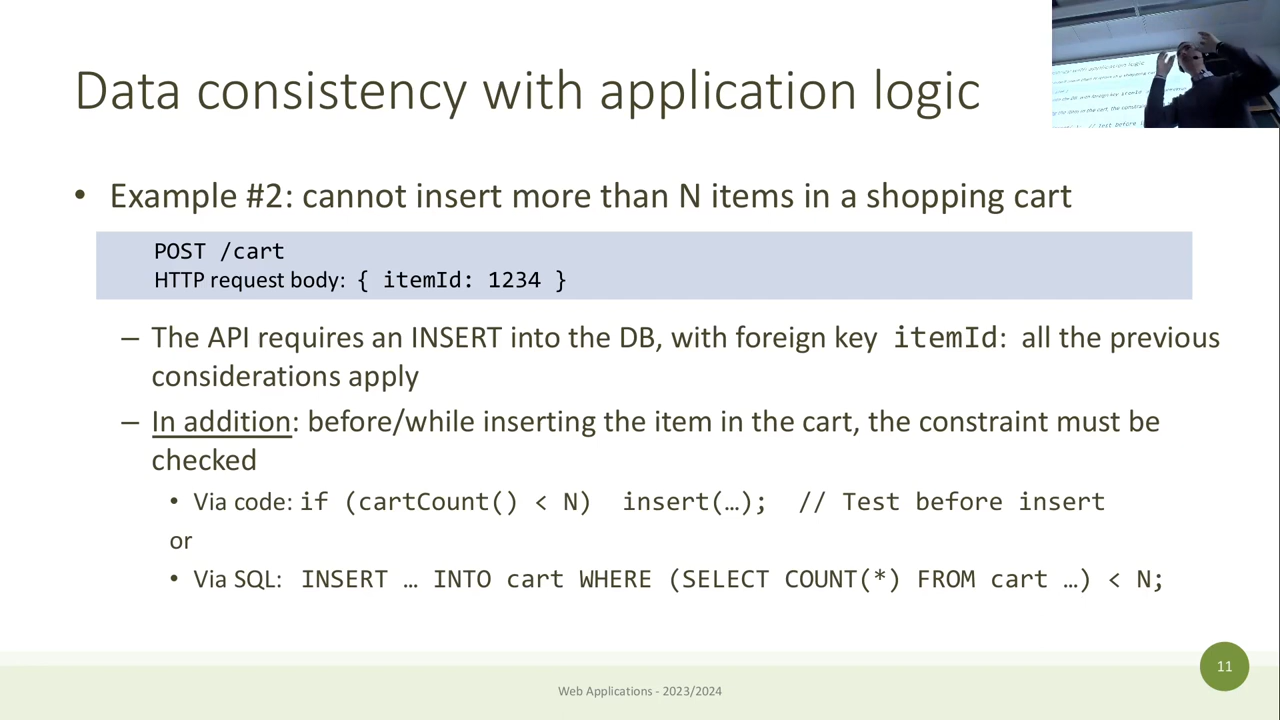 Data consistency with application logic
• Example #2: cannot insert more than N items in a shopping cart
POST /cart
HTTP request body: { itemId: 1234 }
– The API requires an INSERT into the DB, with foreign key itemId: all the previous
considerations apply
– In addition: before/while inserting the item in the cart, the constraint must be
checked
• Via code: if (cartCount() < N) insert(…); // Test before insert
or
• Via SQL: INSERT … INTO cart WHERE (SELECT COUNT(*) FROM cart …) < N;
Web Applications - 2023/2024
11